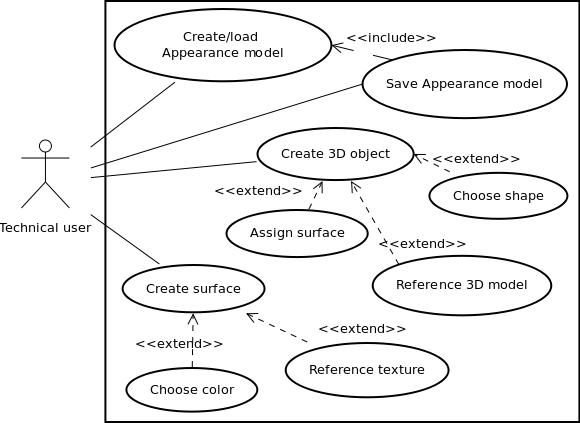 Create/load
Appearance model
<<include>>
Save Appearance model
Create 3D object
<<extend>>
Choose shape
<<extend>>
Technical user
Assign surface
<<extend>>
Reference 3D model
Create surface
<<extend>>
<<extend>>
Reference texture
Choose color